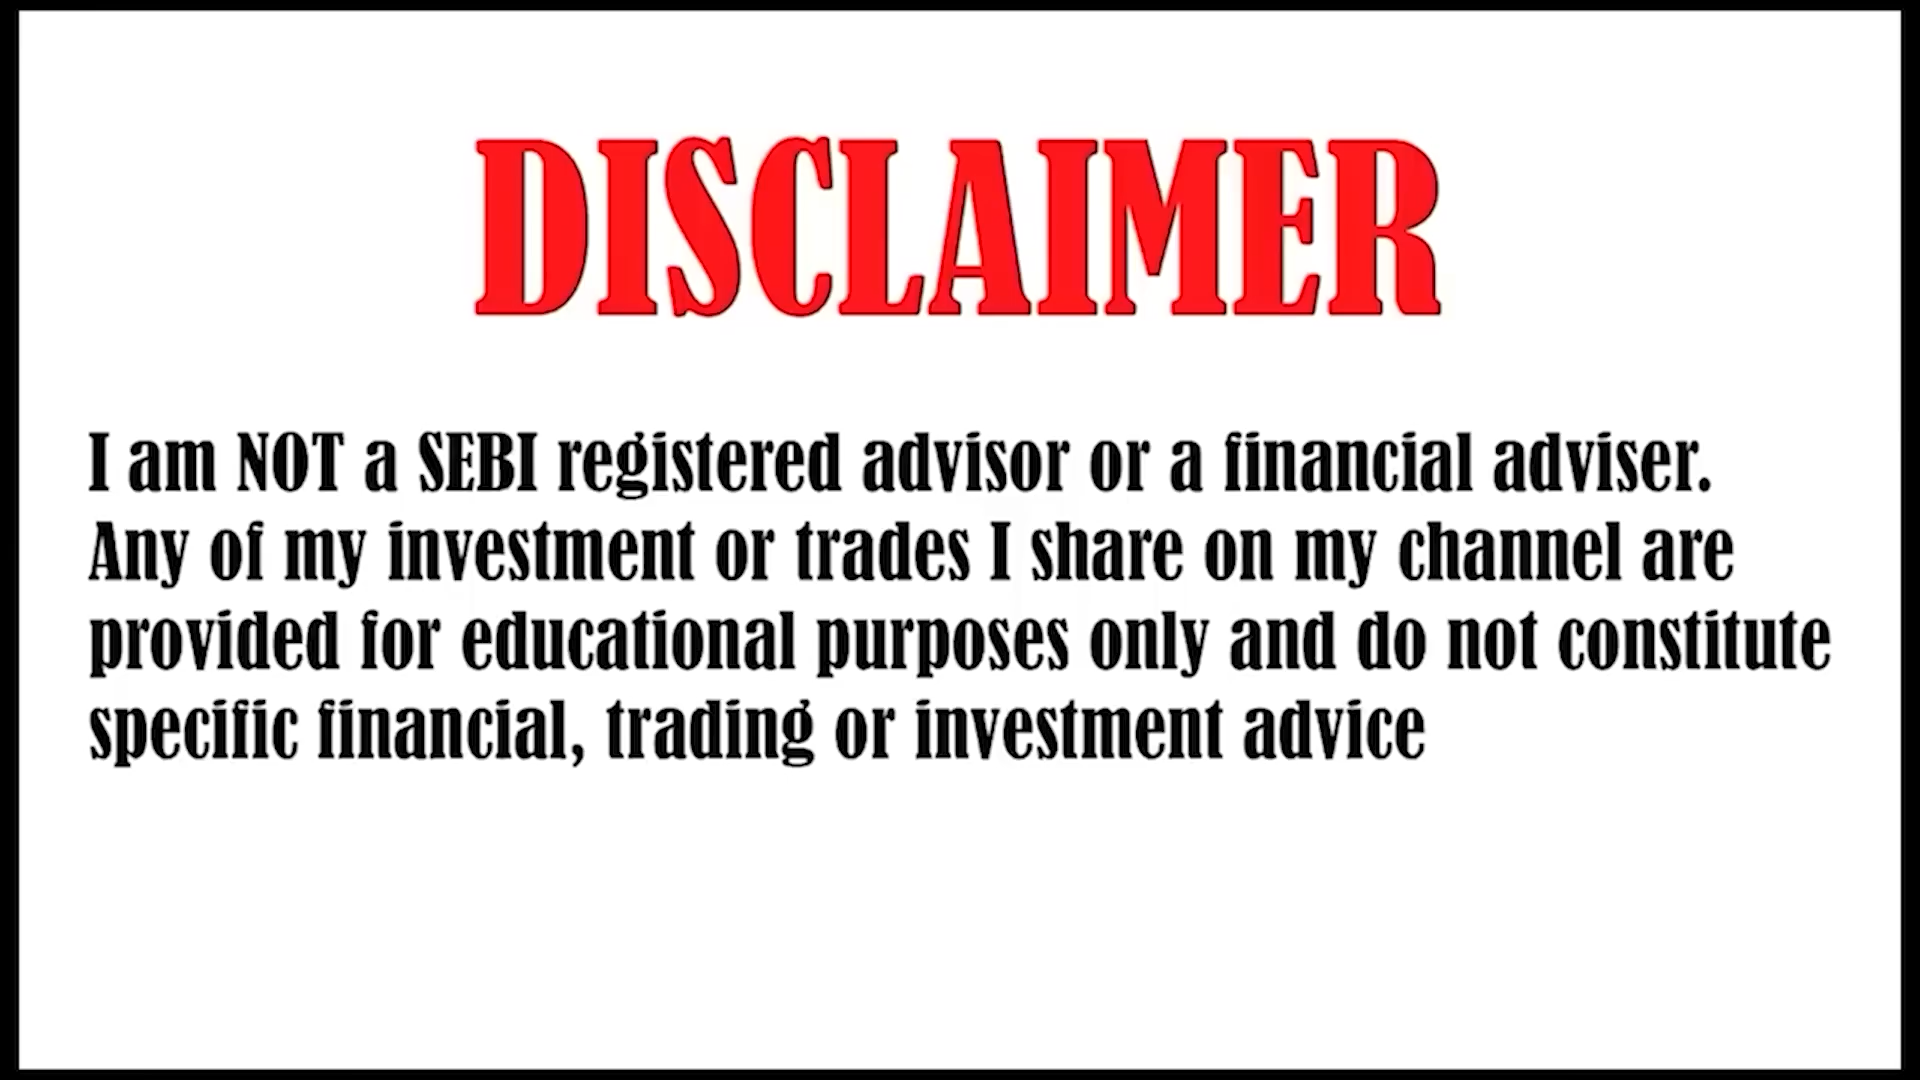 DISCLAIMER
I am NOT a SEBI registered advisor or a financial adviser.
Any of my investment or trades I share on my channel are
provided for educational purposes only and do not constitute
specific financial, trading or investment advice